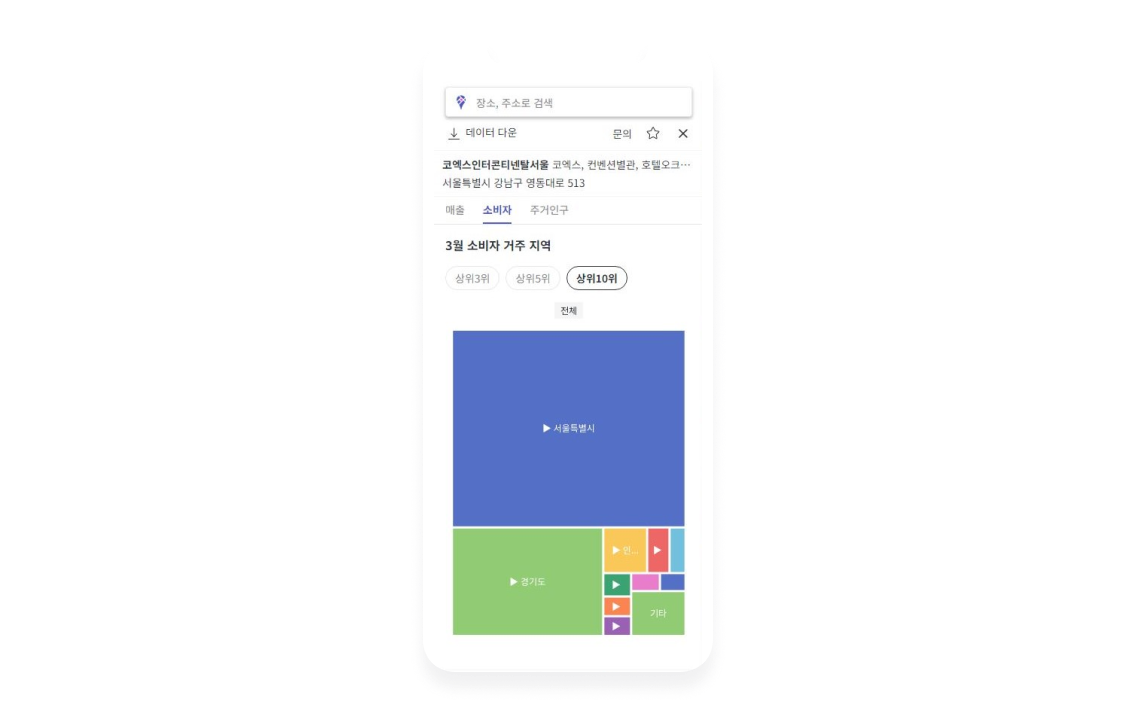 장소, 주소로 검색
데이터 다운 문의
코엑스인터콘티넨탈서울 코엑스, 컨벤션별관, 호텔오크…
서울특별시 강남구 영동대로 513
매출 소비자 주거인구
3월 소비자 거주 지역
상위3위 상위5위 상위10위
전체
▶ 서울특별시
▶ 인...
▶ 경기도
기타